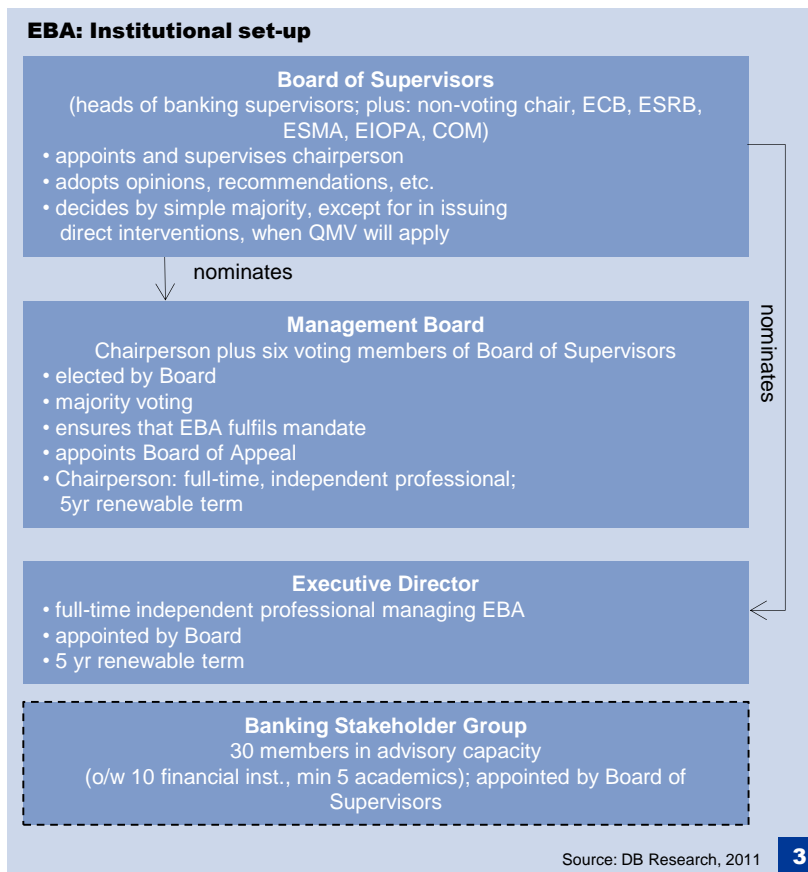 EBA: Institutional set-up
Board of Supervisors
(heads of banking supervisors; plus: non-voting chair, ECB, ESRB,
ESMA, EIOPA, COM)
• appoints and supervises chairperson
• adopts opinions, recommendations, etc.
• decides by simple majority, except for in issuing
direct interventions, when QMV will apply
nominates
nominates
Management Board
Chairperson plus six voting members of Board of Supervisors
• elected by Board
• majority voting
• ensures that EBA fulfils mandate
• appoints Board of Appeal
• Chairperson: full-time, independent professional;
5yr renewable term
Executive Director
• full-time independent professional managing EBA
• appointed by Board
• 5 yr renewable term
Banking Stakeholder Group
30 members in advisory capacity
(o/w 10 financial inst., min 5 academics); appointed by Board of
Supervisors
Source: DB Research, 2011
3